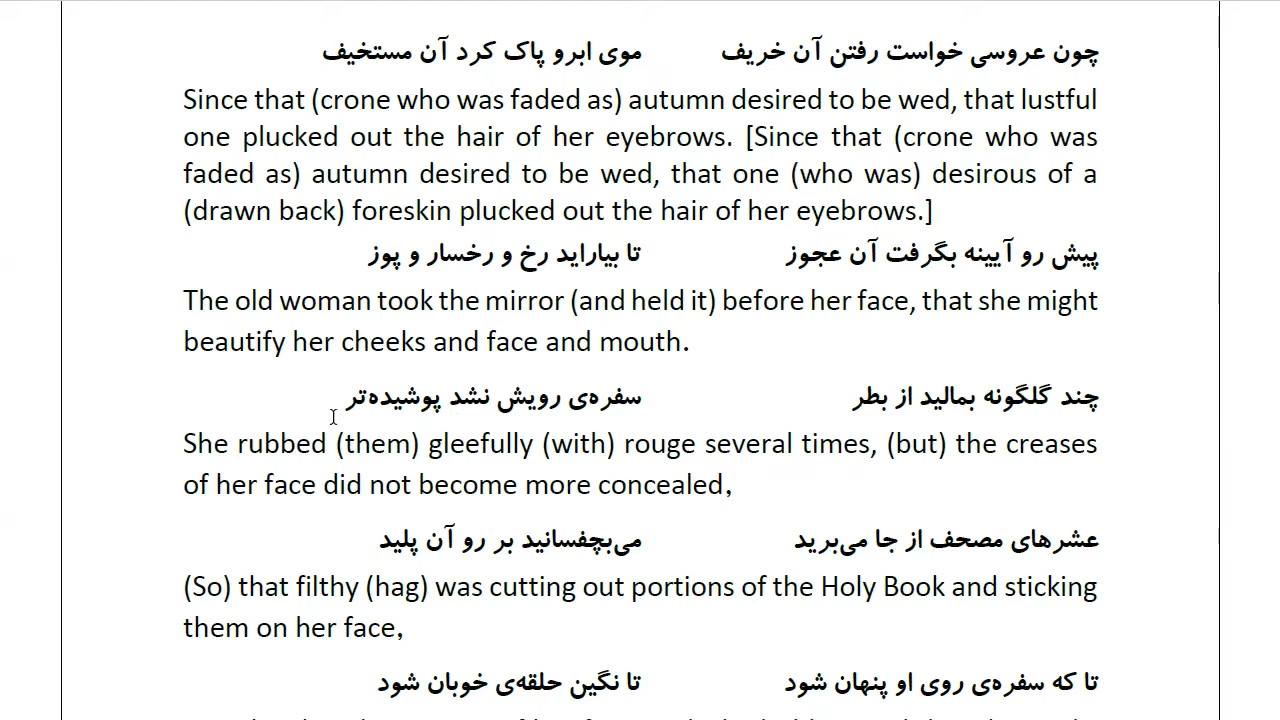 چون عروسی خواست رفتن آن خریف موی ابرو پاک کرد آن مستخیف
Since that (crone who was faded as) autumn desired to be wed, that lustful
one plucked out the hair of her eyebrows. [Since that (crone who was
faded as) autumn desired to be wed, that one (who was) desirous of a
(drawn back) foreskin plucked out the hair of her eyebrows.]
پیش رو آیینه بگرفت آن عجوز تا بیاراید رخ و رخسار و پوز
The old woman took the mirror (and held it) before her face, that she might
beautify her cheeks and face and mouth.
چند گلگونه بمالید از بطر سفره‌ی رویش نشد پوشیده‌تر
She rubbed (them) gleefully (with) rouge several times, (but) the creases
of her face did not become more concealed,
عشرهای مصحف از جا می‌برید می‌بچفسانید بر رو آن پلید
(So) that filthy (hag) was cutting out portions of the Holy Book and sticking
them on her face,
تا که سفره‌ی روی او پنهان شود تا نگین حلقه‌ی خوبان شود